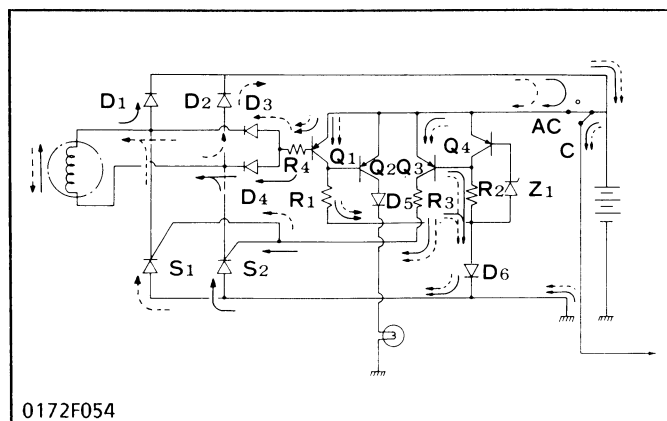 D1 D2 D3
AC
C
Q1 Q2 Q3 Q4
R4
R1 D5 R3 R2 Z1
D4
S1 S2 D6
0172F054